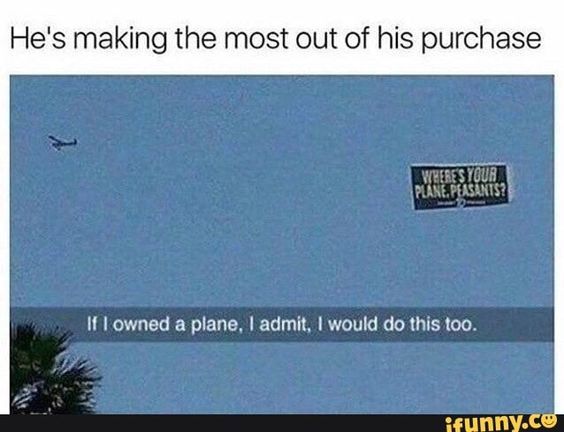 He's making the most out of his purchase
WHERE'S YOUR
PLANE, PEASANTS?
If I owned a plane, I admit, I would do this too.
ifunny.co